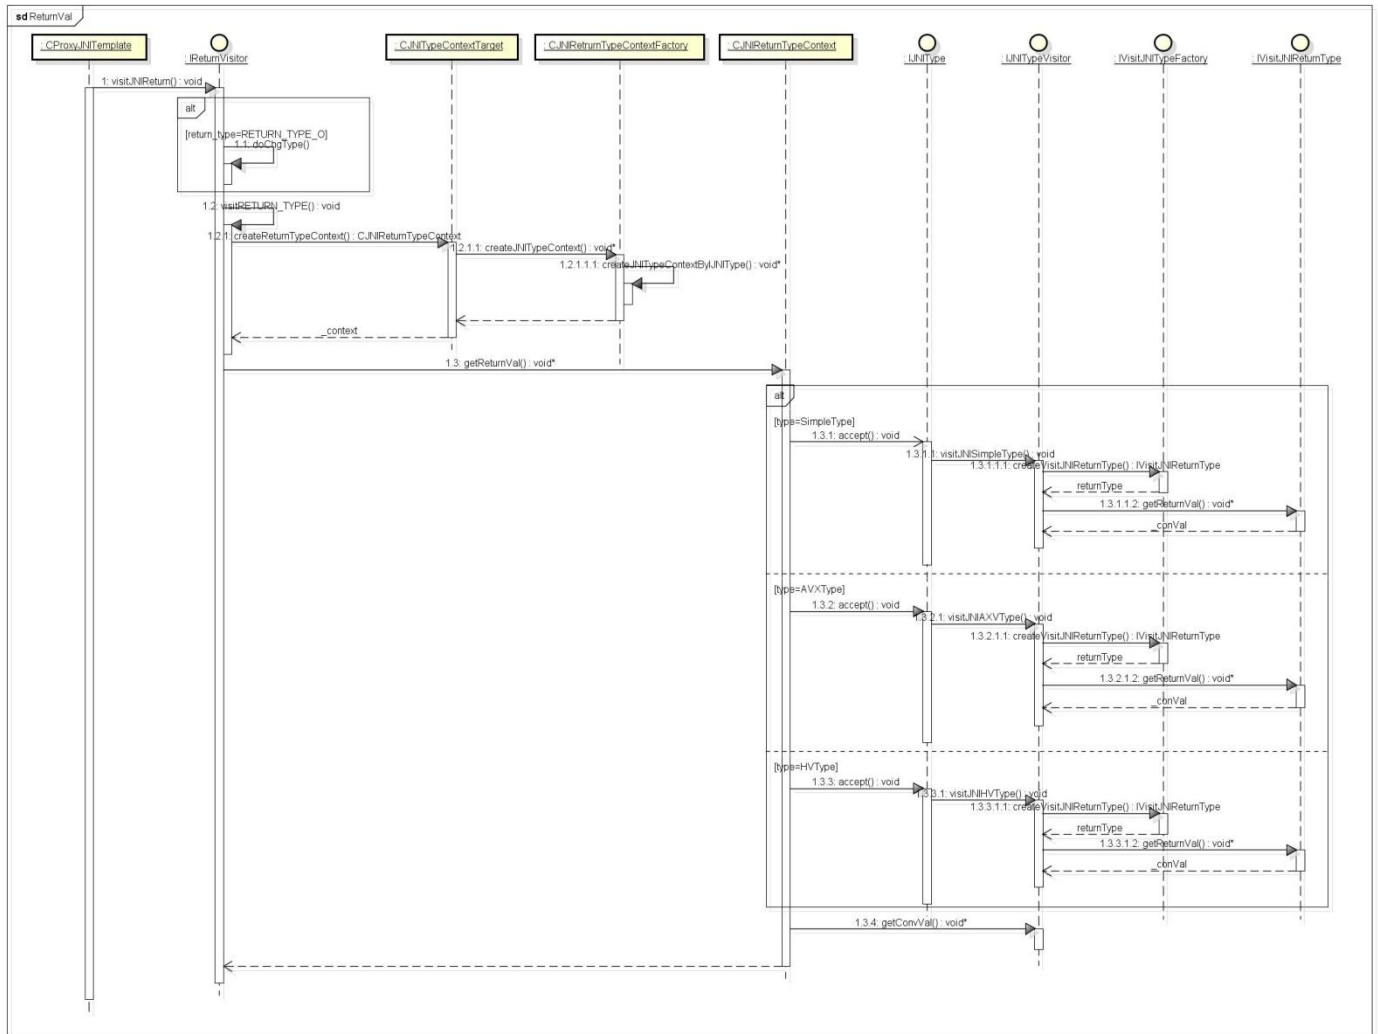 sd ReturnVal
: CProxyJNITemplate
: IReturnVisitor
: CJNITypeContextTarget
: CJNIRetrurnTypeContextFactory
: CJNIReturnTypeContext
: IJNIType
: IJNITypeVisitor
: IVisitJNITypeFactory
: IVisitJNIReturnType
1: visitJNIReturn() : void
alt
[return_type=RETURN_TYPE_O]
1.1: doChgType()
1.2: visitRETURN_TYPE() : void
1.2.1: createReturnTypeContext() : CJNIReturnTypeContext
1.2.1.1: createJNITypeContext() : void*
1.2.1.1.1: createJNITypeContextByIJNIType() : void*
_context
1.3: getReturnVal() : void*
alt
[type=SimpleType]
1.3.1: accept() : void
1.3.1.1: visitJNISimpleType() : void
1.3.1.1.1: createVisitJNIReturnType() : IVisitJNIReturnType
returnType
1.3.1.1.2: getReturnVal() : void*
_conVal
[type=AVXType]
1.3.2: accept() : void
1.3.2.1: visitJNIAXVType() : void
1.3.2.1.1: createVisitJNIReturnType() : IVisitJNIReturnType
returnType
1.3.2.1.2: getReturnVal() : void*
_conVal
[type=HVType]
1.3.3: accept() : void
1.3.3.1: visitJNIHVType() : void
1.3.3.1.1: createVisitJNIReturnType() : IVisitJNIReturnType
returnType
1.3.3.1.2: getReturnVal() : void*
_conVal
1.3.4: getConvVal() : void*